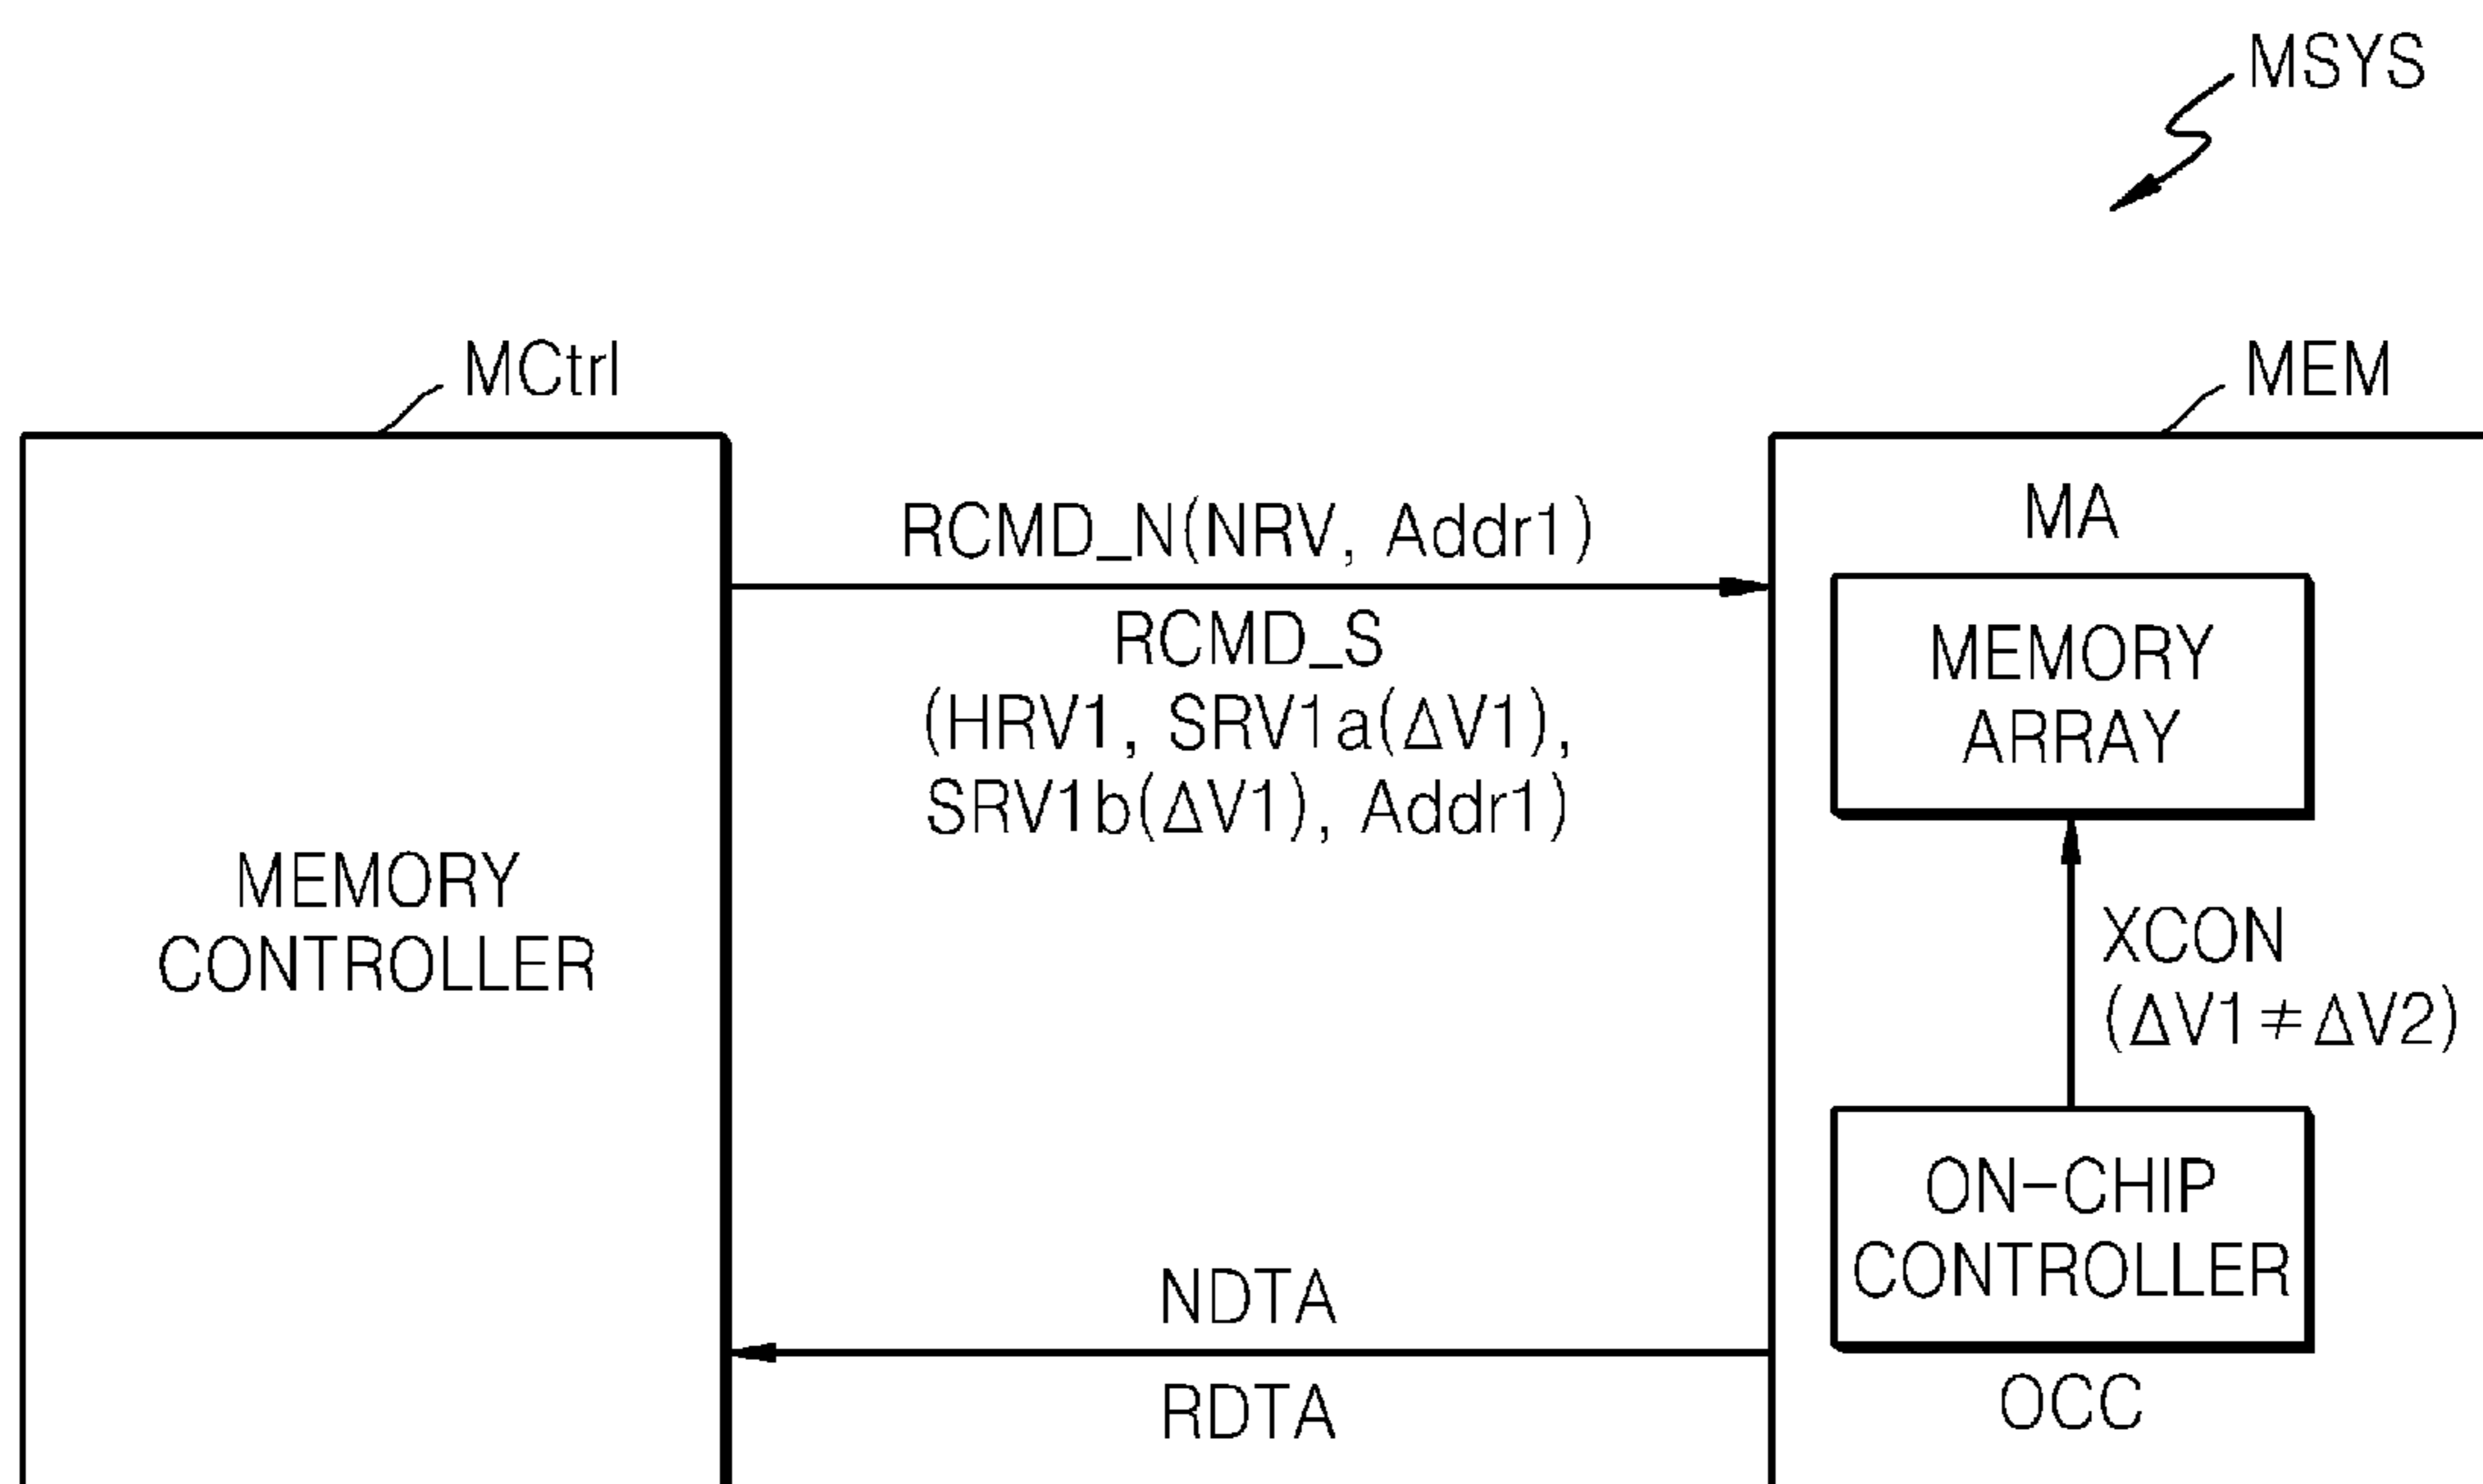 MSYS
MCtrl
MEM
RCMD_N(NRV, Addr1)
RCMD_S
(HRV1, SRV1a(ΔV1),
SRV1b(ΔV1), Addr1)
MEMORY
CONTROLLER
NDTA
RDTA
MA
MEMORY
ARRAY
XCON
(ΔV1≠ΔV2)
ON-CHIP
CONTROLLER
OCC